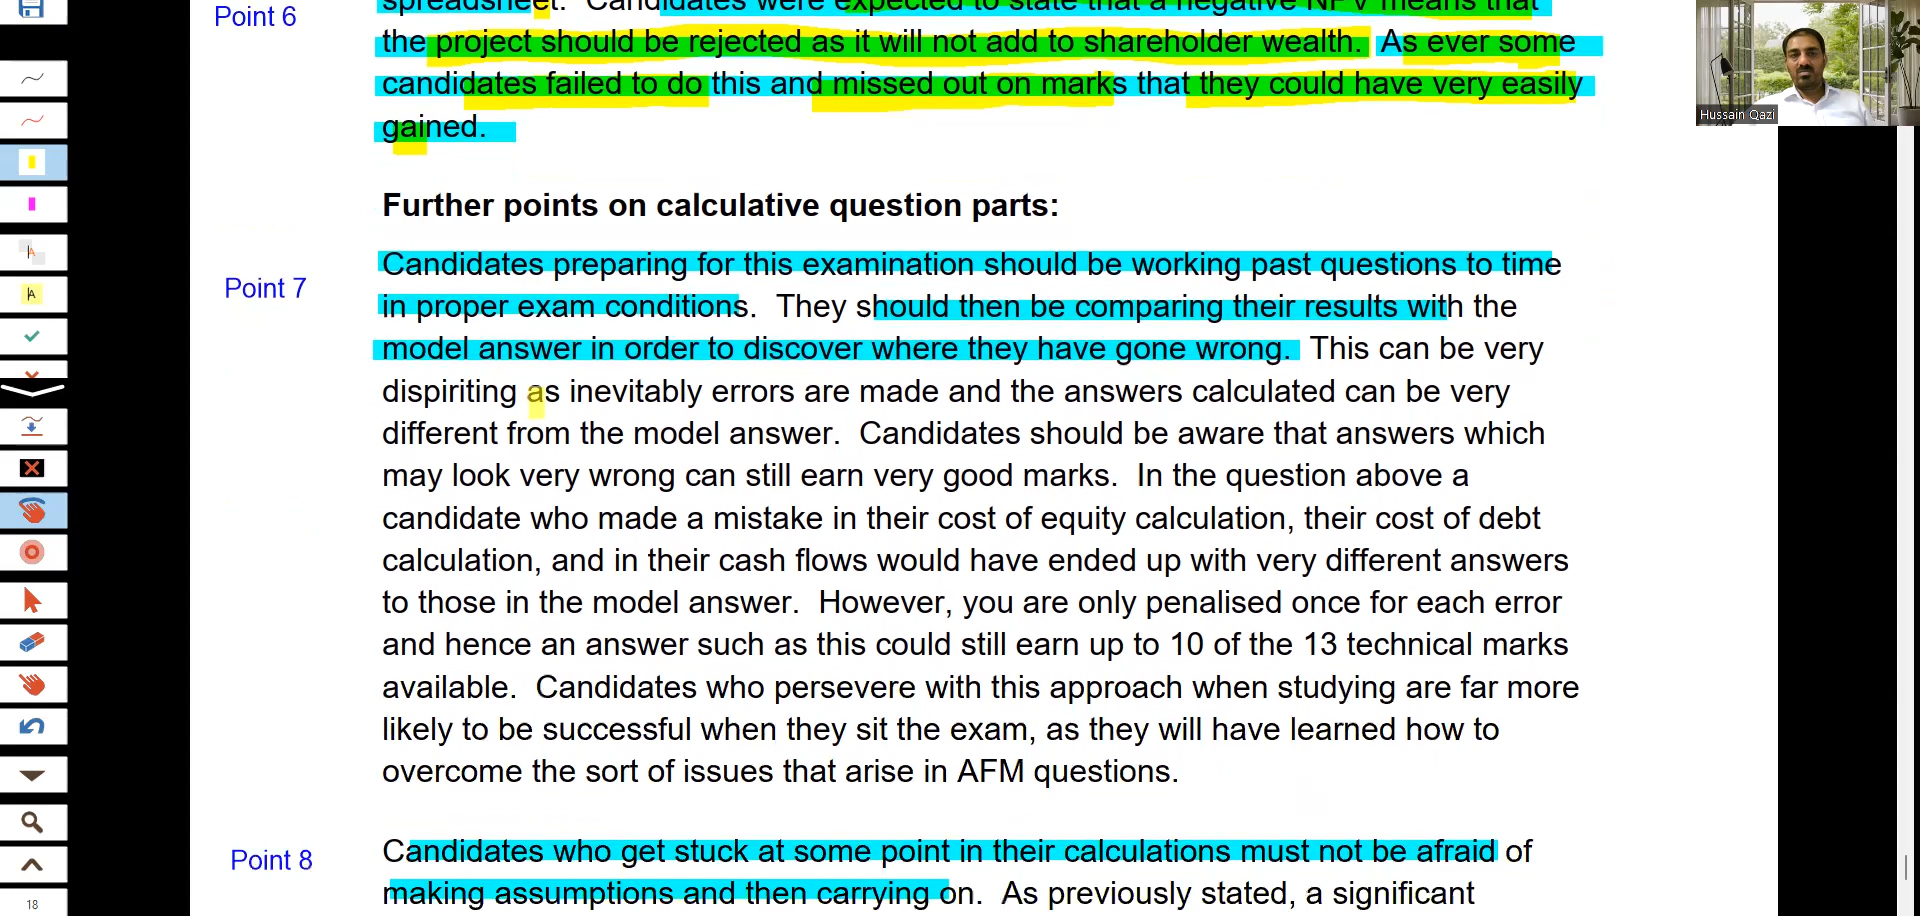 Point 6
spreadsheet. Candidates were expected to state that a negative NPV means that
the project should be rejected as it will not add to shareholder wealth. As ever some
candidates failed to do this and missed out on marks that they could have very easily
gained.
Hussain Qazi
Further points on calculative question parts:
Point 7
Candidates preparing for this examination should be working past questions to time
in proper exam conditions. They should then be comparing their results with the
model answer in order to discover where they have gone wrong. This can be very
dispiriting as inevitably errors are made and the answers calculated can be very
different from the model answer. Candidates should be aware that answers which
may look very wrong can still earn very good marks. In the question above a
candidate who made a mistake in their cost of equity calculation, their cost of debt
calculation, and in their cash flows would have ended up with very different answers
to those in the model answer. However, you are only penalised once for each error
and hence an answer such as this could still earn up to 10 of the 13 technical marks
available. Candidates who persevere with this approach when studying are far more
likely to be successful when they sit the exam, as they will have learned how to
overcome the sort of issues that arise in AFM questions.
Point 8
Candidates who get stuck at some point in their calculations must not be afraid of
making assumptions and then carrying on. As previously stated, a significant
A
A
18